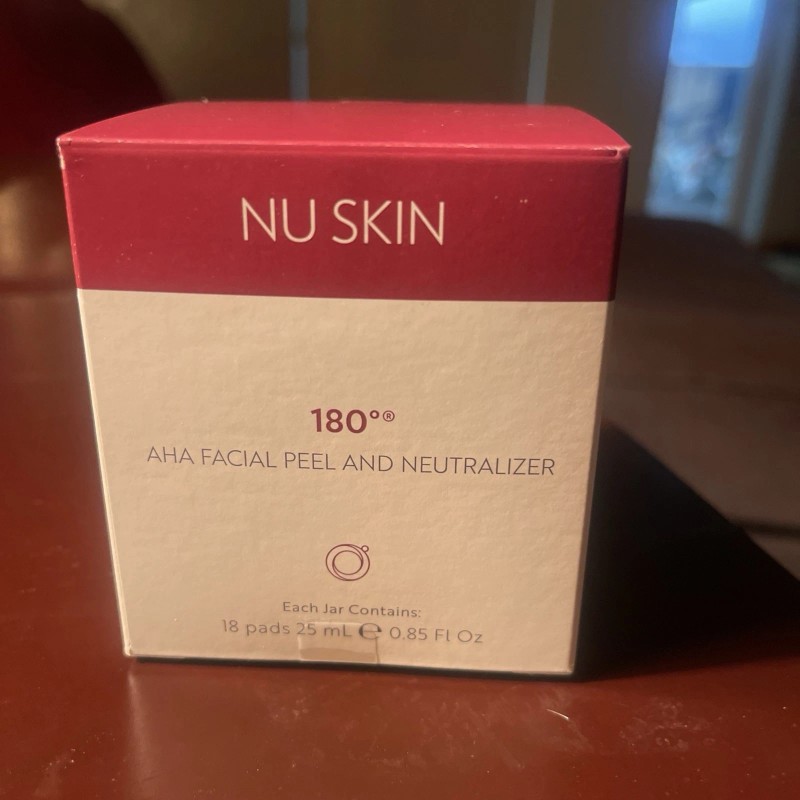 NU SKIN
180°®
AHA FACIAL PEEL AND NEUTRALIZER
Each Jar Contains:
18 pads 25 mL ℮ 0.85 Fl Oz